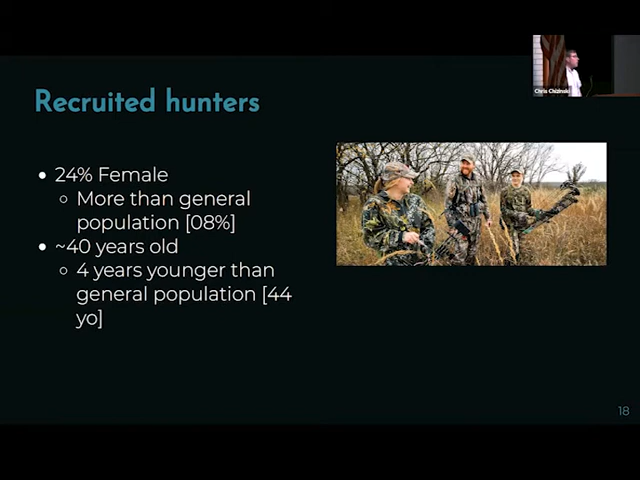 Recruited hunters
Chris Chizinski
• 24% Female
○ More than general
population [08%]
• ~40 years old
○ 4 years younger than
general population [44
yo]
18